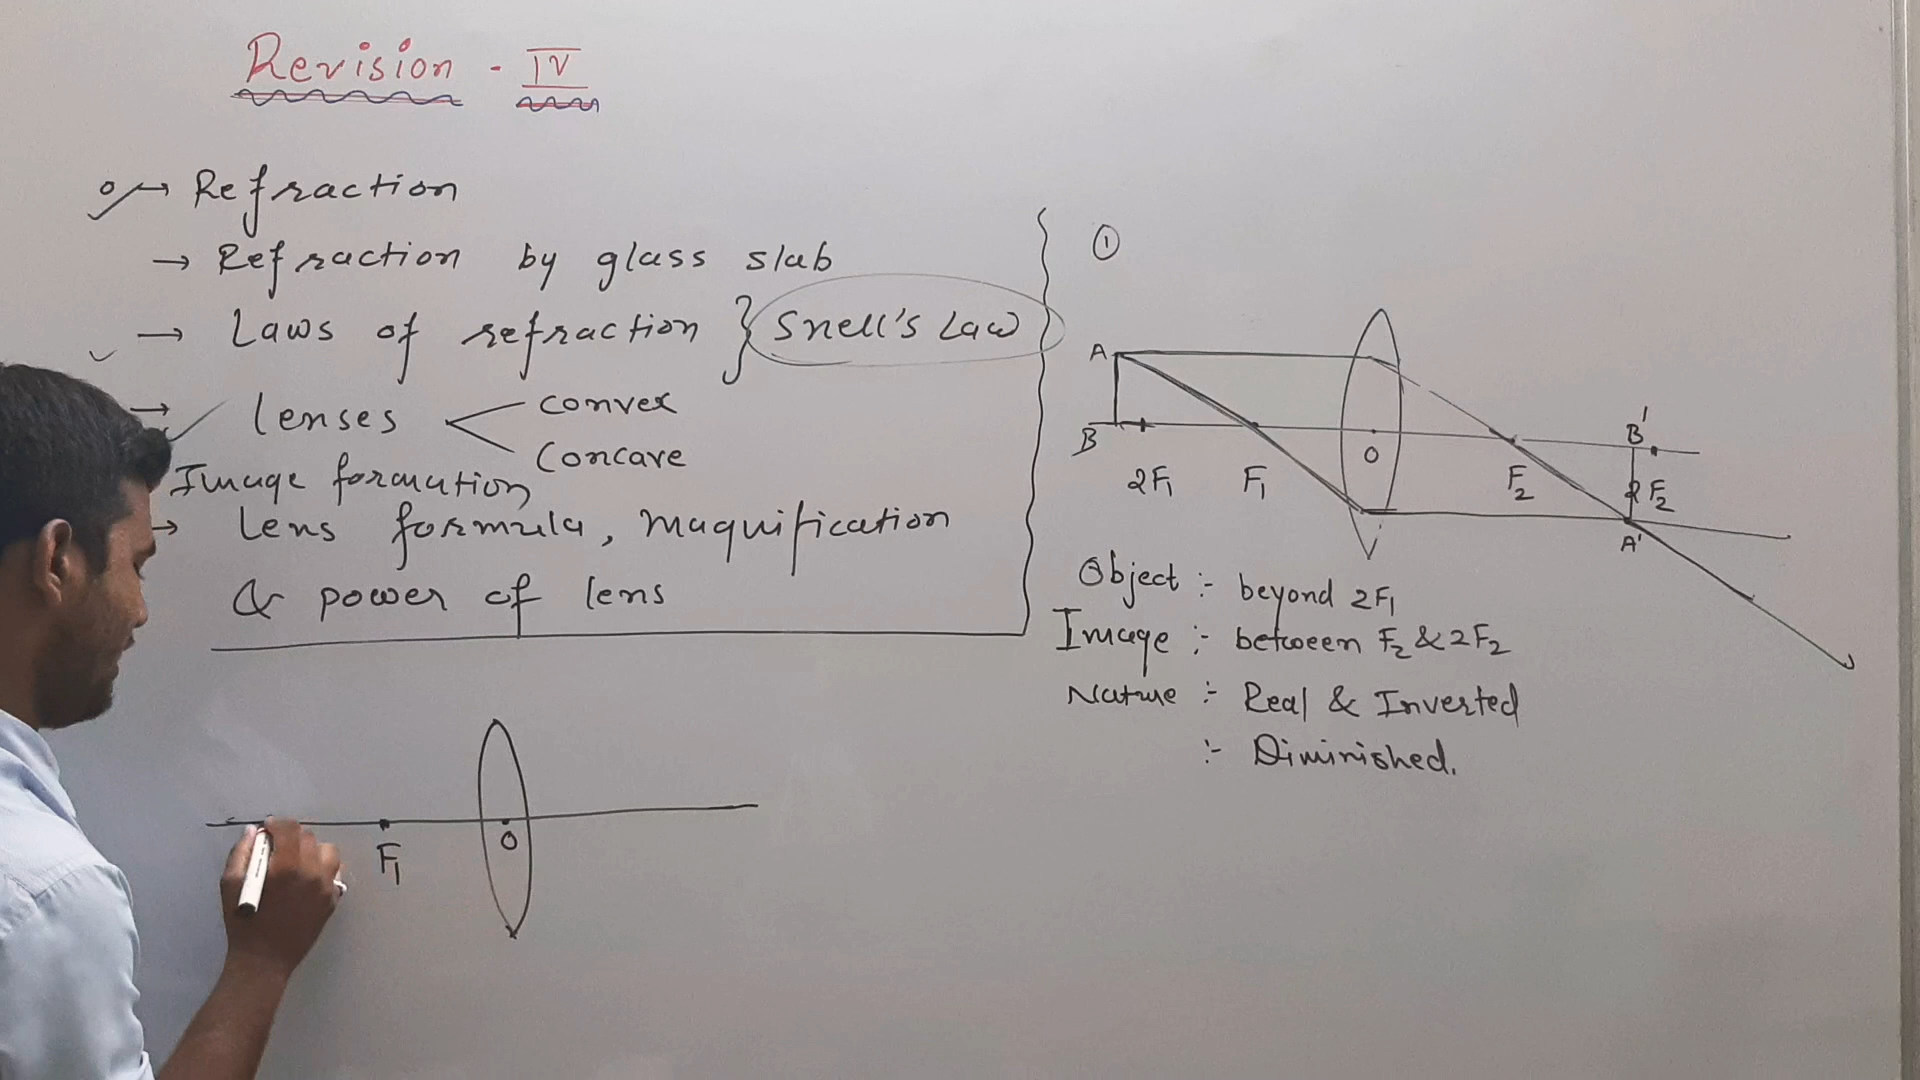 Revision - IV
→ Refraction
→ Refraction by glass slab
→ Laws of refraction } Snell's Law
→ lenses
convex
Concave
Image formation
→ Lens formula, Magnification
& power of lens
F1
O
①
A
B
2F1
F1
O
F2
B'
2F2
A'
Object :- beyond 2F1
Image :- between F2 & 2F2
Nature :- Real & Inverted
:- Diminished.